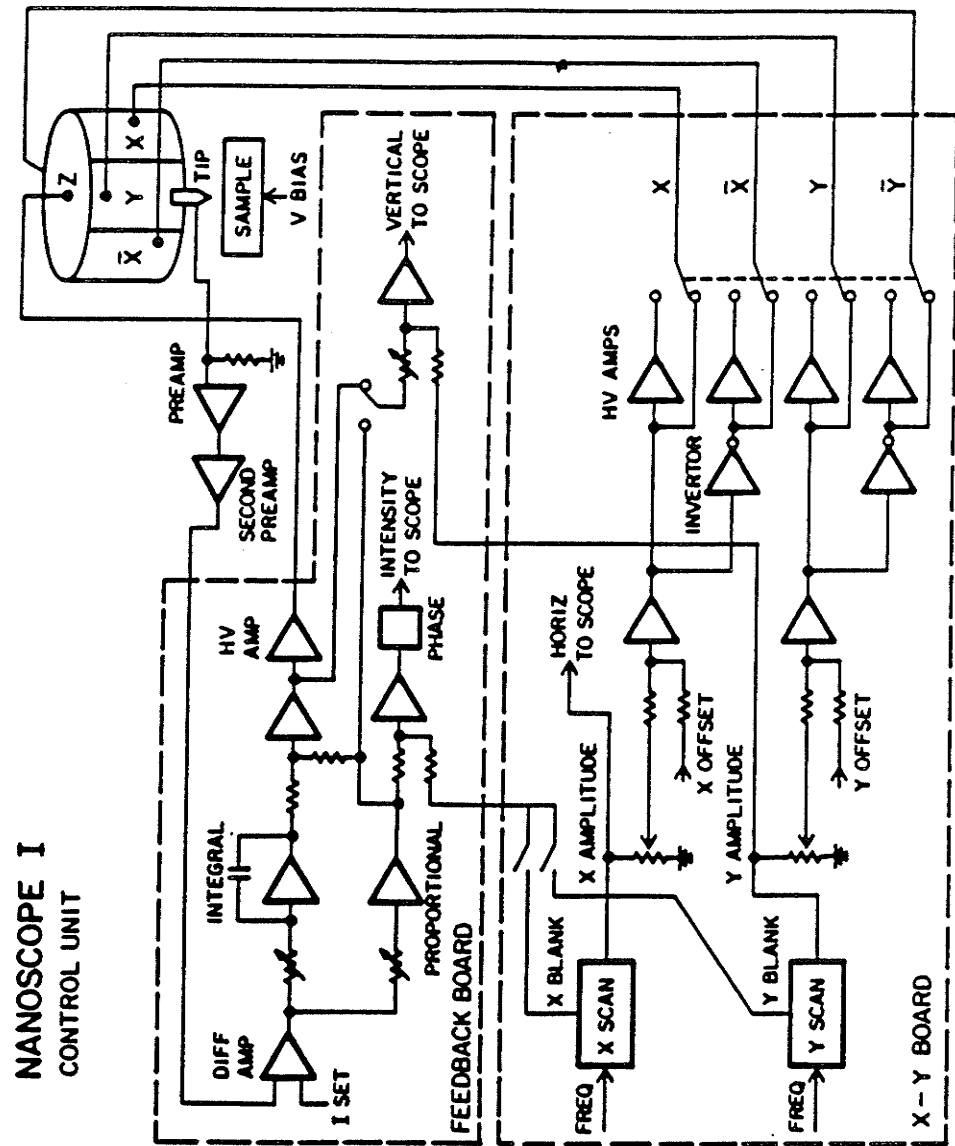 NANOSCOPE I
CONTROL UNIT
Z
X̄
Y
X
TIP
SAMPLE
V BIAS
PREAMP
SECOND
PREAMP
DIFF
AMP
I SET
INTEGRAL
PROPORTIONAL
HV
AMP
PHASE
INTENSITY
TO SCOPE
VERTICAL
TO SCOPE
FEEDBACK BOARD
FREQ
X SCAN
X BLANK
X AMPLITUDE
HORIZ
TO SCOPE
X OFFSET
INVERTOR
HV AMPS
X
X̄
Y
Ȳ
FREQ
Y SCAN
Y BLANK
Y AMPLITUDE
Y OFFSET
X - Y BOARD